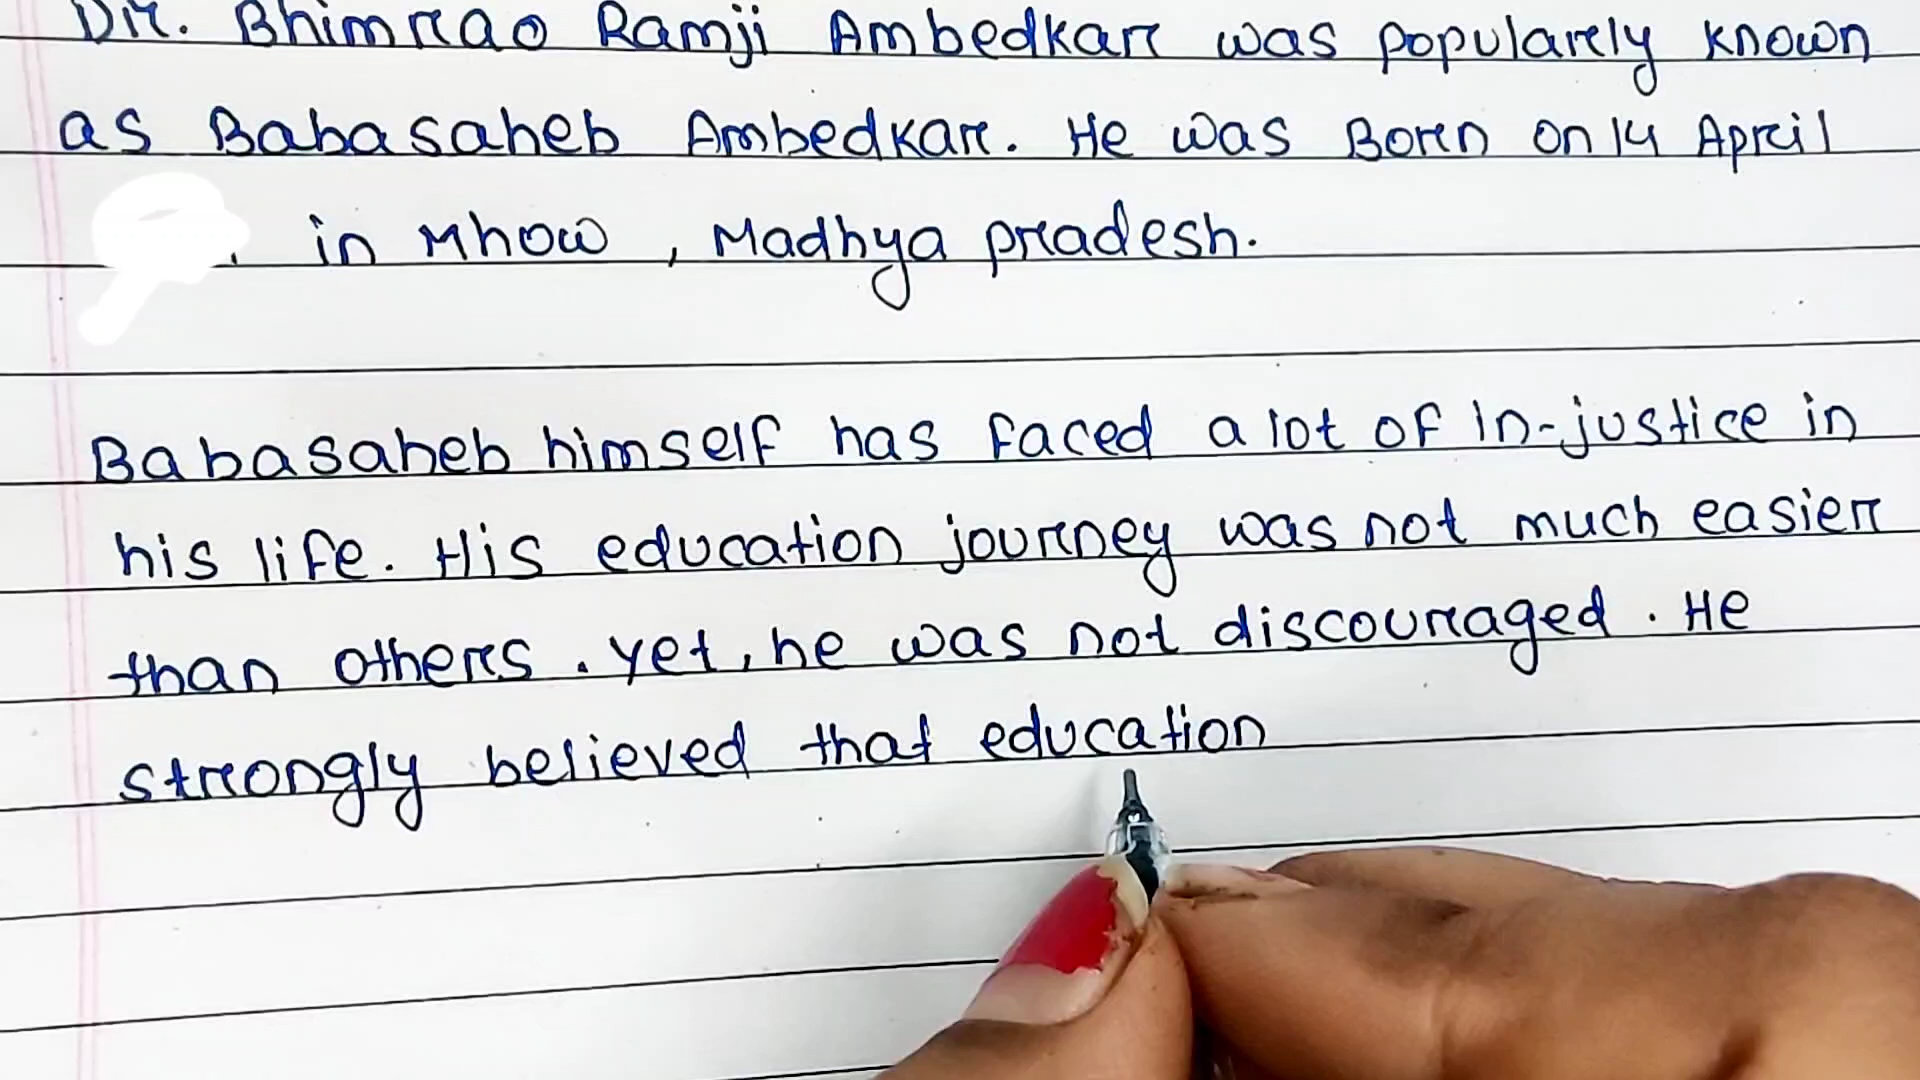 Dr. Bhimrao Ramji Ambedkar was popularly known
as Babasaheb Ambedkar. He was Born on 14 April
. in Mhow, Madhya pradesh.
Babasaheb himself has faced a lot of in-justice in
his life. His education journey was not much easier
than others. yet, he was not discouraged. He
strongly believed that education